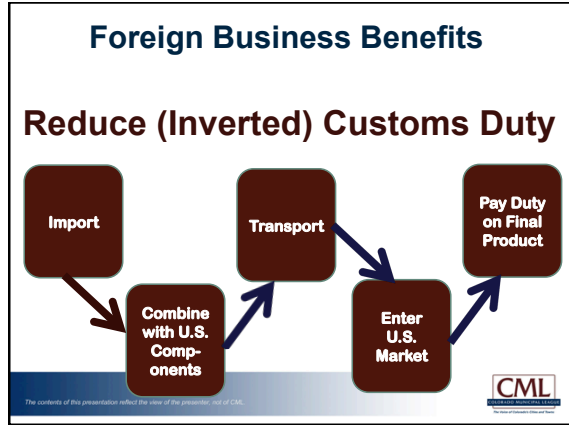 Foreign Business Benefits
Reduce (Inverted) Customs Duty
Import
Combine
with U.S.
Comp-
onents
Transport
Enter
U.S.
Market
Pay Duty
on Final
Product
The contents of this presentation reflect the view of the presenter, not of CML.
CML
COLORADO MUNICIPAL LEAGUE
The Voice of Colorado's Cities and Towns